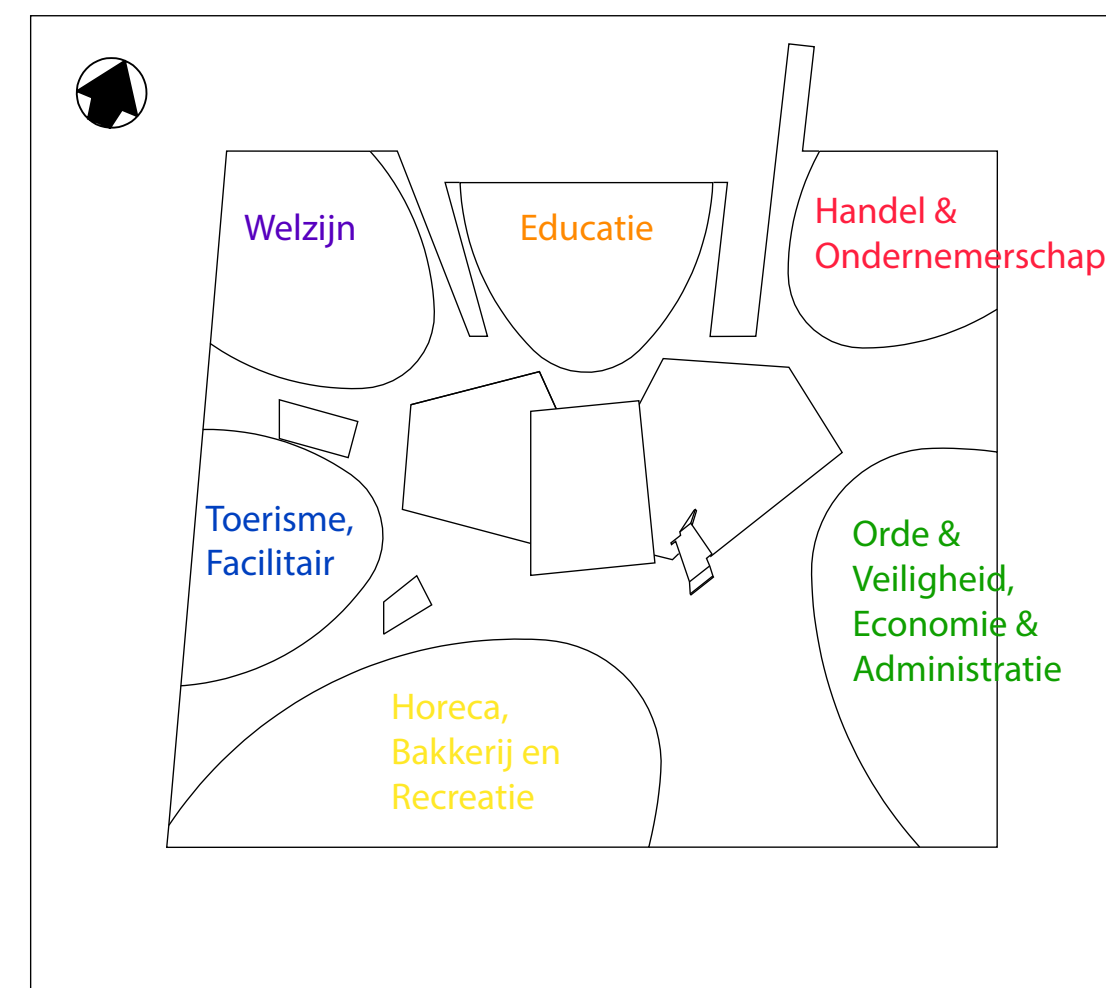 Welzijn
Educatie
Handel &
Ondernemerschap
Toerisme,
Facilitair
Orde &
Veiligheid,
Economie &
Administratie
Horeca,
Bakkerij en
Recreatie